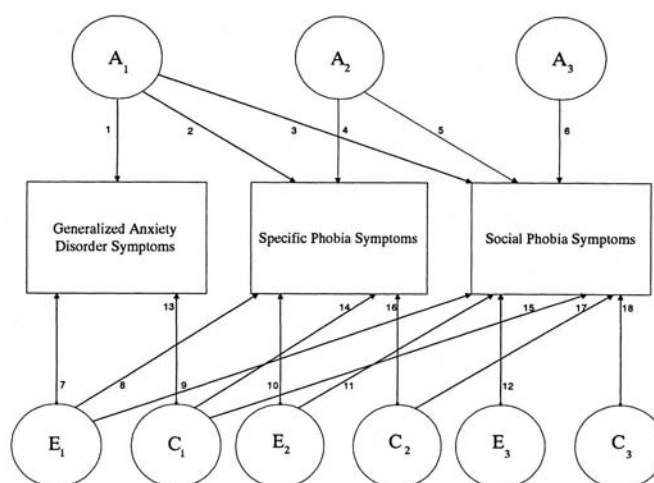 A1 A2 A3
1 2 3 4 5 6
Generalized Anxiety
Disorder Symptoms
Specific Phobia Symptoms
Social Phobia Symptoms
13 14 16 15 17 18
7 8 9 10 11 12
E1 C1 E2 C2 E3 C3